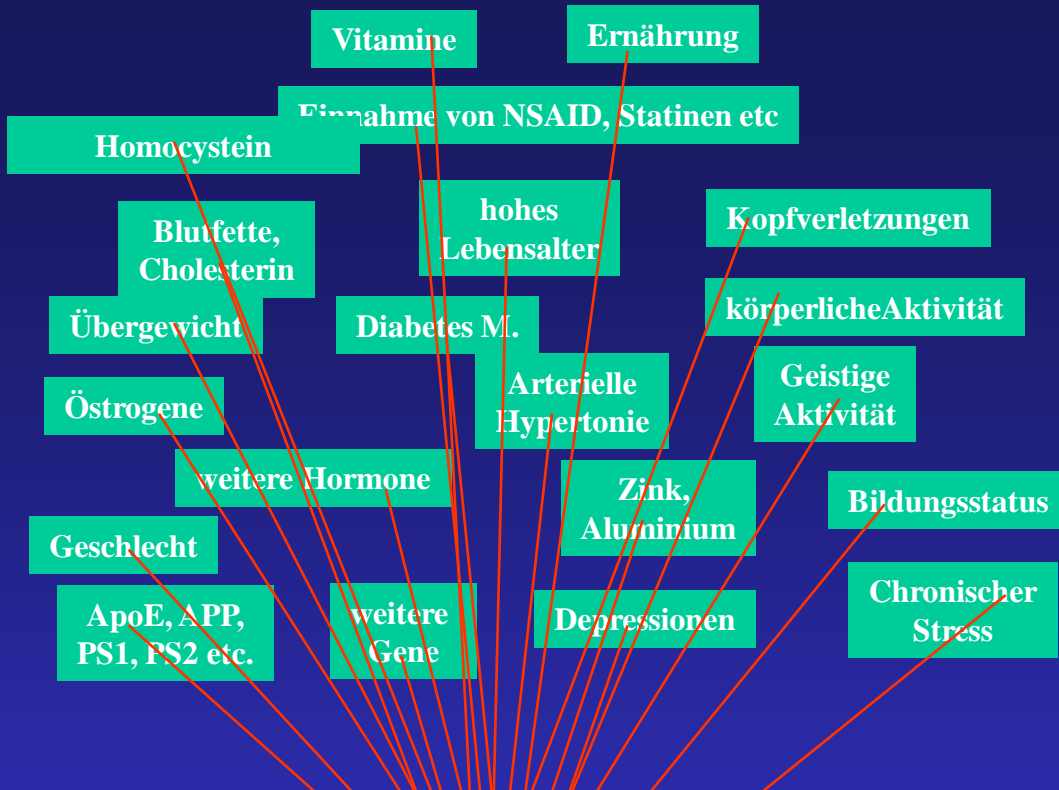 Vitamine
Ernährung
Einnahme von NSAID, Statinen etc
Homocystein
hohes
Lebensalter
Kopfverletzungen
Blutfette,
Cholesterin
körperlicheAktivität
Übergewicht
Diabetes M.
Arterielle
Hypertonie
Geistige
Aktivität
Östrogene
weitere Hormone
Zink,
Aluminium
Bildungsstatus
Geschlecht
ApoE, APP,
PS1, PS2 etc.
weitere
Gene
Depressionen
Chronischer
Stress